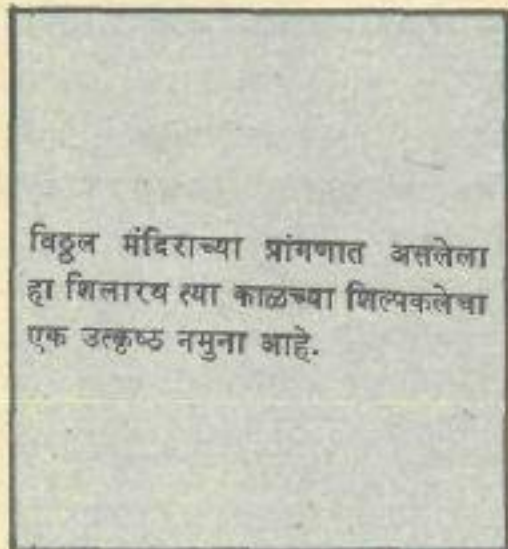 विठ्ठल मंदिराच्या प्रांगणात असलेला
हा शिलारथ त्या काळच्या शिल्पकलेचा
एक उत्कृष्ठ नमुना आहे.